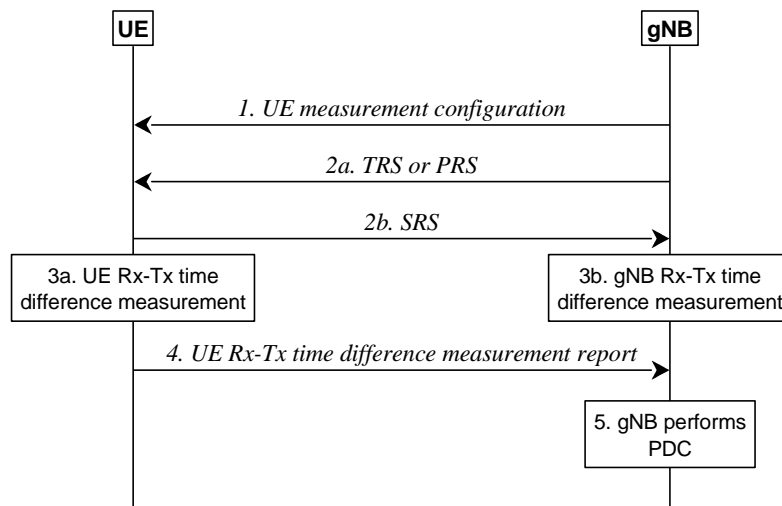 UE
gNB
1. UE measurement configuration
2a. TRS or PRS
2b. SRS
3a. UE Rx-Tx time
difference measurement
3b. gNB Rx-Tx time
difference measurement
4. UE Rx-Tx time difference measurement report
5. gNB performs
PDC